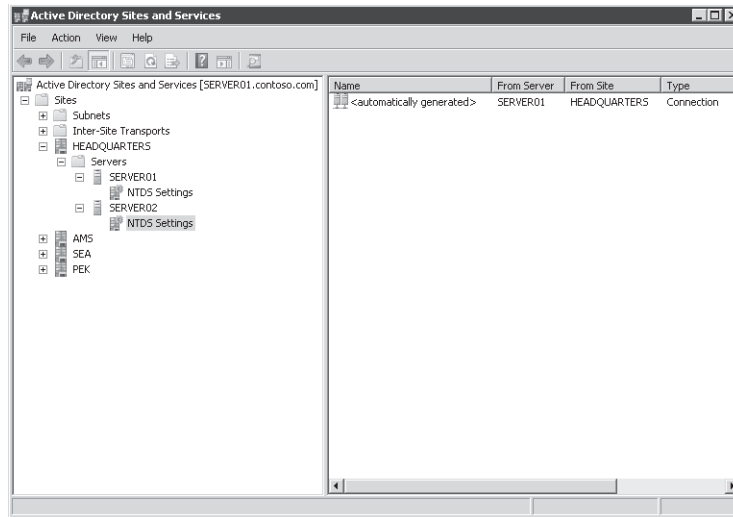 Active Directory Sites and Services
File Action View Help
Active Directory Sites and Services [SERVER01.contoso.com]
Sites
Subnets
Inter-Site Transports
HEADQUARTERS
Servers
SERVER01
NTDS Settings
SERVER02
NTDS Settings
AMS
SEA
PEK
Name From Server From Site Type
<automatically generated> SERVER01 HEADQUARTERS Connection